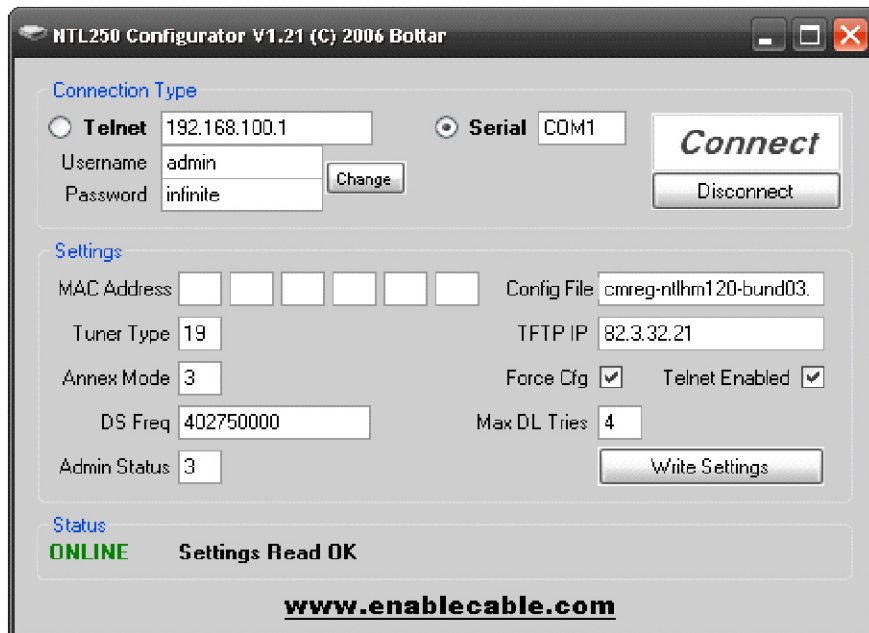 NTL250 Configurator V1.21 (C) 2006 Bottar
Connection Type
Telnet 192.168.100.1 Serial COM1 Connect
Username admin
Change
Password infinite
Disconnect
Settings
MAC Address Config File cmreg-ntlhm120-bund03.
Tuner Type 19 TFTP IP 82.3.32.21
Annex Mode 3 Force Cfg Telnet Enabled
DS Freq 402750000 Max DL Tries 4
Admin Status 3 Write Settings
Status
ONLINE Settings Read OK
www.enablecable.com